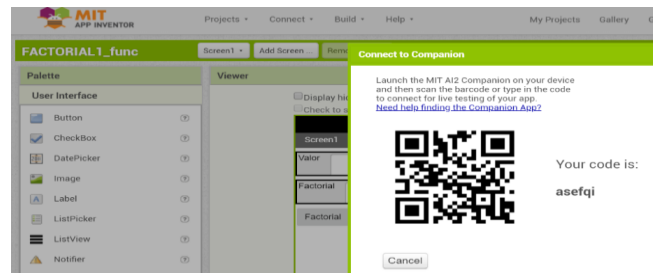 MIT
APP INVENTOR
Projects
Connect
Build
Help
My Projects
Gallery
FACTORIAL1_func
Screen1
Add Screen ...
Connect to Companion
Palette
Viewer
User Interface
Button
CheckBox
DatePicker
Image
Label
ListPicker
ListView
Notifier
Screen1
Valor
Factorial
Factorial
Launch the MIT AI2 Companion on your device
and then scan the barcode or type in the code
to connect for live testing of your app.
Need help finding the Companion App?
Your code is:
asefqi
Cancel